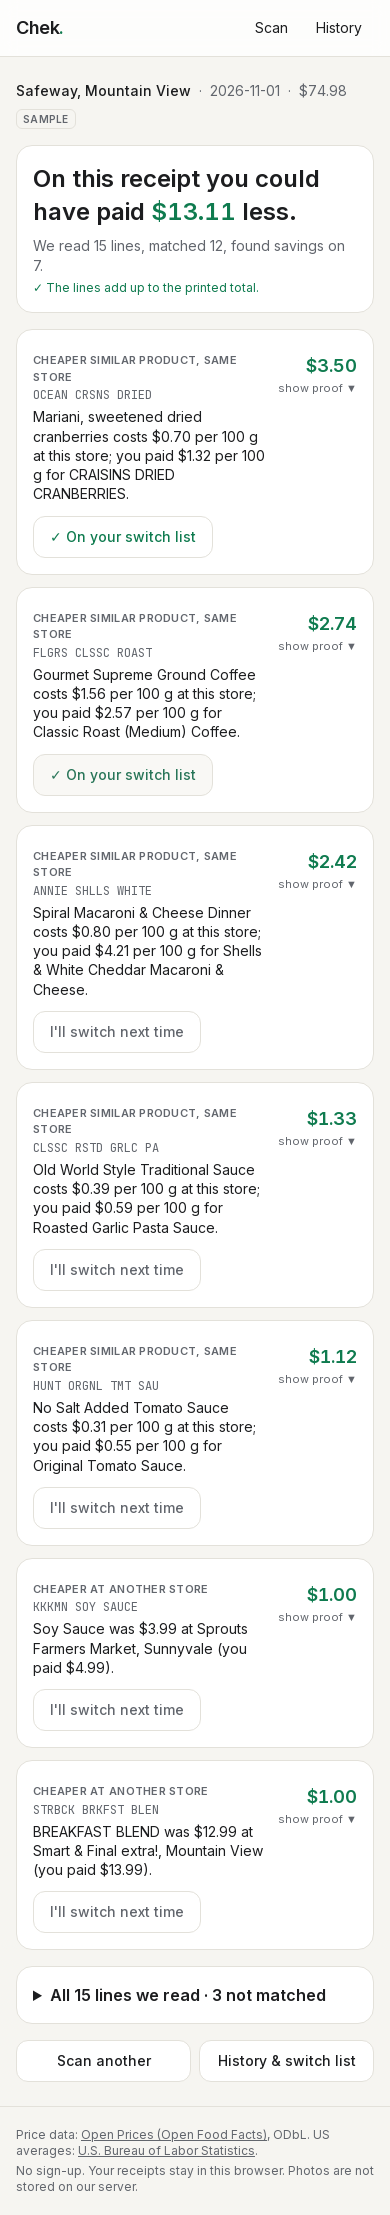 Chek.
Scan
History
Safeway, Mountain View · 2026-11-01 · $74.98
SAMPLE
On this receipt you could
have paid $13.11 less.
We read 15 lines, matched 12, found savings on
7.
✓ The lines add up to the printed total.
CHEAPER SIMILAR PRODUCT, SAME
STORE
OCEAN CRSNS DRIED
Mariani, sweetened dried
cranberries costs $0.70 per 100 g
at this store; you paid $1.32 per 100
g for CRAISINS DRIED
CRANBERRIES.
$3.50
show proof ▼
✓ On your switch list
CHEAPER SIMILAR PRODUCT, SAME
STORE
FLGRS CLSSC ROAST
Gourmet Supreme Ground Coffee
costs $1.56 per 100 g at this store;
you paid $2.57 per 100 g for
Classic Roast (Medium) Coffee.
$2.74
show proof ▼
✓ On your switch list
CHEAPER SIMILAR PRODUCT, SAME
STORE
ANNIE SHLLS WHITE
Spiral Macaroni & Cheese Dinner
costs $0.80 per 100 g at this store;
you paid $4.21 per 100 g for Shells
& White Cheddar Macaroni &
Cheese.
$2.42
show proof ▼
I'll switch next time
CHEAPER SIMILAR PRODUCT, SAME
STORE
CLSSC RSTD GRLC PA
Old World Style Traditional Sauce
costs $0.39 per 100 g at this store;
you paid $0.59 per 100 g for
Roasted Garlic Pasta Sauce.
$1.33
show proof ▼
I'll switch next time
CHEAPER SIMILAR PRODUCT, SAME
STORE
HUNT ORGNL TMT SAU
No Salt Added Tomato Sauce
costs $0.31 per 100 g at this store;
you paid $0.55 per 100 g for
Original Tomato Sauce.
$1.12
show proof ▼
I'll switch next time
CHEAPER AT ANOTHER STORE
KKKMN SOY SAUCE
Soy Sauce was $3.99 at Sprouts
Farmers Market, Sunnyvale (you
paid $4.99).
$1.00
show proof ▼
I'll switch next time
CHEAPER AT ANOTHER STORE
STRBCK BRKFST BLEN
BREAKFAST BLEND was $12.99 at
Smart & Final extra!, Mountain View
(you paid $13.99).
$1.00
show proof ▼
I'll switch next time
▶ All 15 lines we read · 3 not matched
Scan another
History & switch list
Price data: Open Prices (Open Food Facts), ODbL. US
averages: U.S. Bureau of Labor Statistics.
No sign-up. Your receipts stay in this browser. Photos are not
stored on our server.